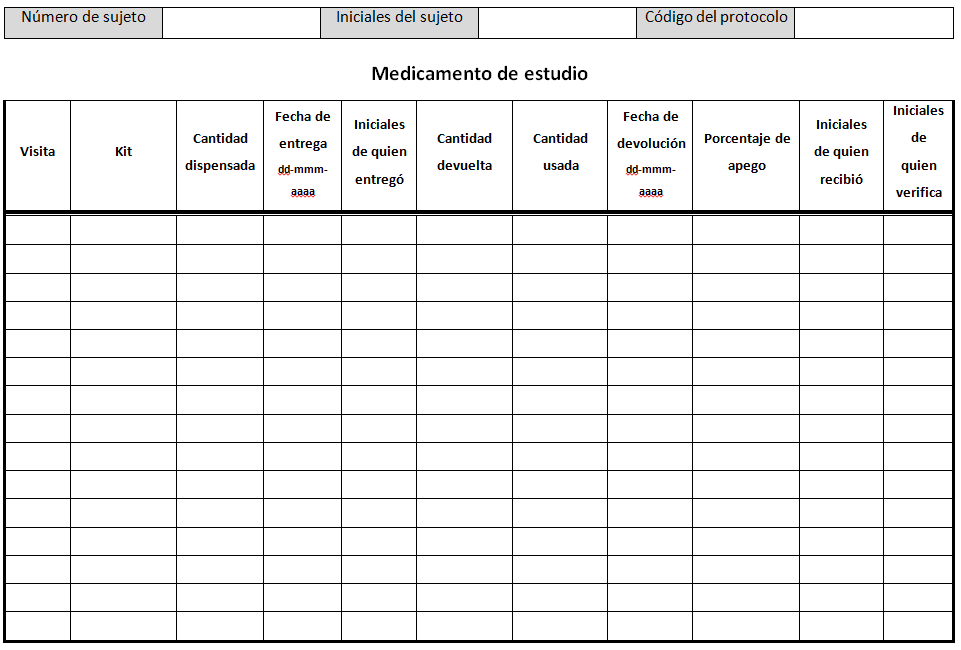 Número de sujeto
Iniciales del sujeto
Código del protocolo
Medicamento de estudio
Visita
Kit
Cantidad
dispensada
Fecha de
entrega
dd-mmm-
aaaa
Iniciales
de quien
entregó
Cantidad
devuelta
Cantidad
usada
Fecha de
devolución
dd-mmm-
aaaa
Porcentaje de
apego
Iniciales
de quien
recibió
Iniciales
de
quien
verifica